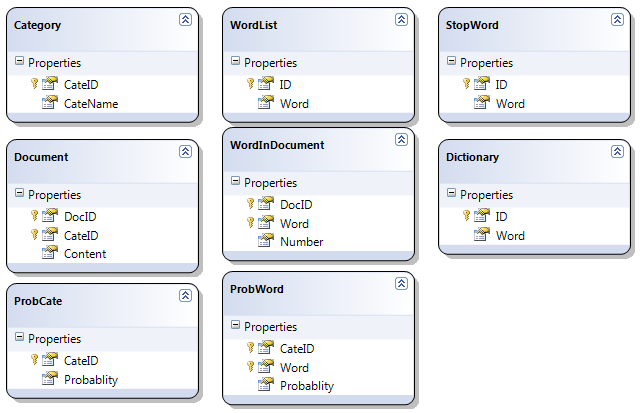 Category
Properties
CateID
CateName
WordList
Properties
ID
Word
StopWord
Properties
ID
Word
Document
Properties
DocID
CateID
Content
WordInDocument
Properties
DocID
Word
Number
Dictionary
Properties
ID
Word
ProbCate
Properties
CateID
Probablity
ProbWord
Properties
CateID
Word
Probablity